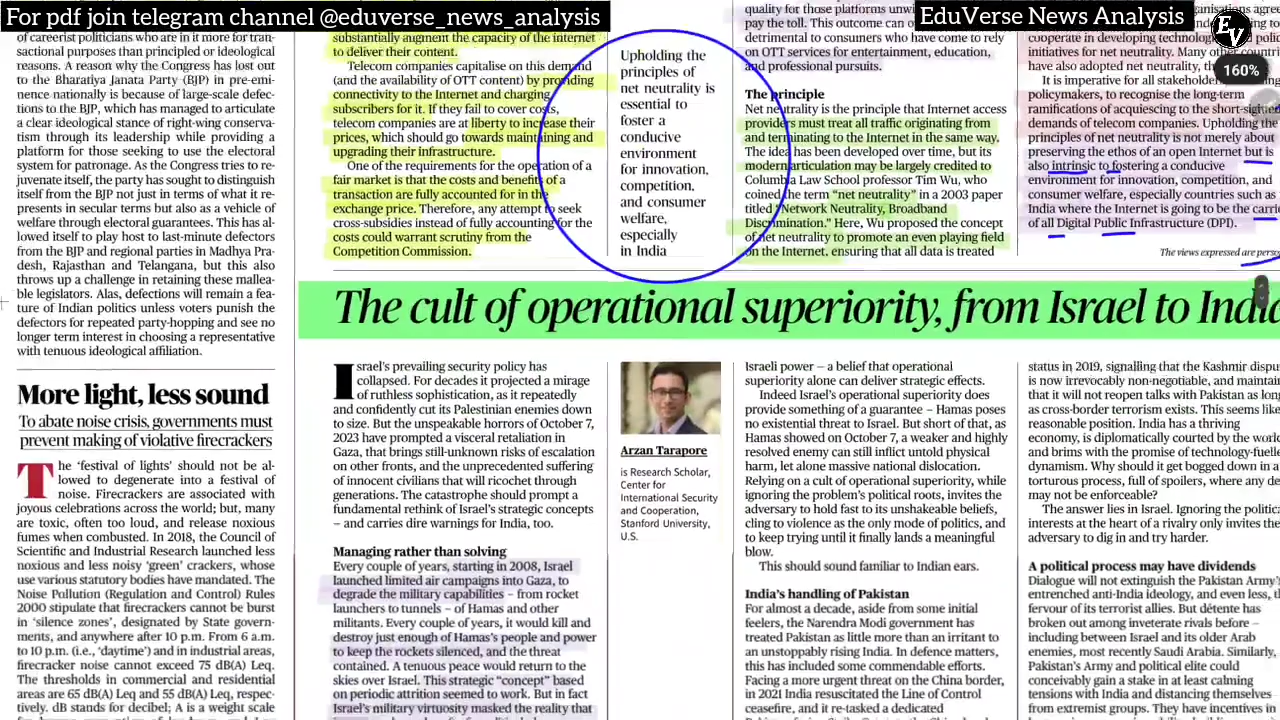 For pdf join telegram channel @eduverse_news_analysis
EduVerse News Analysis
EV
160%
of careerist politicians who are in it more for tran-
sactional purposes than principled or ideological
reasons. A reason why the Congress has lost out
to the Bharatiya Janata Party (BJP) in pre-emi-
nence nationally is because of large-scale defec-
tions to the BJP, which has managed to articulate
a clear ideological stance of right-wing conserva-
tism through its leadership while providing a
platform for those seeking to use the electoral
system for patronage. As the Congress tries to re-
juvenate itself, the party has sought to distinguish
itself from the BJP not just in terms of what it re-
presents in secular terms but also as a vehicle of
welfare through electoral guarantees. This has al-
lowed itself to play host to last-minute defectors
from the BJP and regional parties in Madhya Pra-
desh, Rajasthan and Telangana, but this also
throws up a challenge in retaining these mallea-
ble legislators. Alas, defections will remain a fea-
ture of Indian politics unless voters punish the
defectors for repeated party-hopping and see no
longer term interest in choosing a representative
with tenuous ideological affiliation.
More light, less sound
To abate noise crisis, governments must
prevent making of violative firecrackers
The 'festival of lights' should not be al-
lowed to degenerate into a festival of
noise. Firecrackers are associated with
joyous celebrations across the world; but, many
are toxic, often too loud, and release noxious
fumes when combusted. In 2018, the Council of
Scientific and Industrial Research launched less
noxious and less noisy 'green' crackers, whose
use various statutory bodies have mandated. The
Noise Pollution (Regulation and Control) Rules
2000 stipulate that firecrackers cannot be burst
in 'silence zones', designated by State govern-
ments, and anywhere after 10 p.m. From 6 a.m.
to 10 p.m. (i.e., 'daytime') and in industrial areas,
firecracker noise cannot exceed 75 dB(A) Leq.
The thresholds in commercial and residential
areas are 65 dB(A) Leq and 55 dB(A) Leq, respec-
tively. dB stands for decibel; A is a weight scale
substantially augment the capacity of the internet
to deliver their content.
Telecom companies capitalise on this demand
(and the availability of OTT content) by providing
connectivity to the Internet and charging
subscribers for it. If they fail to cover costs,
telecom companies are at liberty to increase their
prices, which should go towards maintaining and
upgrading their infrastructure.
One of the requirements for the operation of a
fair market is that the costs and benefits of a
transaction are fully accounted for in the
exchange price. Therefore, any attempt to seek
cross-subsidies instead of fully accounting for the
costs could warrant scrutiny from the
Competition Commission.
Upholding the
principles of
net neutrality is
essential to
foster a
conducive
environment
for innovation,
competition,
and consumer
welfare,
especially
in India
quality for those platforms unwi
pay the toll. This outcome can
detrimental to consumers who have come to rely
on OTT services for entertainment, education,
and professional pursuits.
The principle
Net neutrality is the principle that Internet access
providers must treat all traffic originating from
and terminating to the Internet in the same way.
The idea has been developed over time, but its
modern articulation may be largely credited to
Columbia Law School professor Tim Wu, who
coined the term "net neutrality" in a 2003 paper
titled "Network Neutrality, Broadband
Discrimination." Here, Wu proposed the concept
of net neutrality to promote an even playing field
on the Internet, ensuring that all data is treated
cooperate in developing technolog
initiatives for net neutrality. Many other count
have also adopted net neutrality, th
It is imperative for all stakeholde
policymakers, to recognise the long-term
ramifications of acquiescing to the short-sighte
demands of telecom companies. Upholding the
principles of net neutrality is not merely about
preserving the ethos of an open Internet but is
also intrinsic to fostering a conducive
environment for innovation, competition, and
consumer welfare, especially countries such as
India where the Internet is going to be the carri
of all Digital Public Infrastructure (DPI).
The views expressed are perso
The cult of operational superiority, from Israel to India
Israel's prevailing security policy has
collapsed. For decades it projected a mirage
of ruthless sophistication, as it repeatedly
and confidently cut its Palestinian enemies down
to size. But the unspeakable horrors of October 7,
2023 have prompted a visceral retaliation in
Gaza, that brings still-unknown risks of escalation
on other fronts, and the unprecedented suffering
of innocent civilians that will ricochet through
generations. The catastrophe should prompt a
fundamental rethink of Israel's strategic concepts
– and carries dire warnings for India, too.
Managing rather than solving
Every couple of years, starting in 2008, Israel
launched limited air campaigns into Gaza, to
degrade the military capabilities – from rocket
launchers to tunnels – of Hamas and other
militants. Every couple of years, it would kill and
destroy just enough of Hamas's people and power
to keep the rockets silenced, and the threat
contained. A tenuous peace would return to the
skies over Israel. This strategic "concept" based
on periodic attrition seemed to work. But in fact
Israel's military virtuosity masked the reality that
Arzan Tarapore
is Research Scholar,
Center for
International Security
and Cooperation,
Stanford University,
U.S.
Israeli power – a belief that operational
superiority alone can deliver strategic effects.
Indeed Israel's operational superiority does
provide something of a guarantee – Hamas poses
no existential threat to Israel. But short of that, as
Hamas showed on October 7, a weaker and highly
resolved enemy can still inflict untold physical
harm, let alone massive national dislocation.
Relying on a cult of operational superiority, while
ignoring the problem's political roots, invites the
adversary to hold fast to its unshakeable beliefs,
cling to violence as the only mode of politics, and
to keep trying until it finally lands a meaningful
blow.
This should sound familiar to Indian ears.
India's handling of Pakistan
For almost a decade, aside from some initial
feelers, the Narendra Modi government has
treated Pakistan as little more than an irritant to
an unstoppably rising India. In defence matters,
this has included some commendable efforts.
Facing a more urgent threat on the China border,
in 2021 India resuscitated the Line of Control
ceasefire, and it re-tasked a dedicated
status in 2019, signalling that the Kashmir dispu
is now irrevocably non-negotiable, and maintain
that it will not reopen talks with Pakistan as long
as cross-border terrorism exists. This seems like
reasonable position. India has a thriving
economy, is diplomatically courted by the world
and brims with the promise of technology-fuelle
dynamism. Why should it get bogged down in a
torturous process, full of spoilers, where any de
may not be enforceable?
The answer lies in Israel. Ignoring the politica
interests at the heart of a rivalry only invites the
adversary to dig in and try harder.
A political process may have dividends
Dialogue will not extinguish the Pakistan Army'
entrenched anti-India ideology, and even less, th
fervour of its terrorist allies. But détente has
broken out among inveterate rivals before –
including between Israel and its older Arab
enemies, most recently Saudi Arabia. Similarly,
Pakistan's Army and political elite could
conceivably gain a stake in at least calming
tensions with India and distancing themselves
from extremist groups. They have incentives in